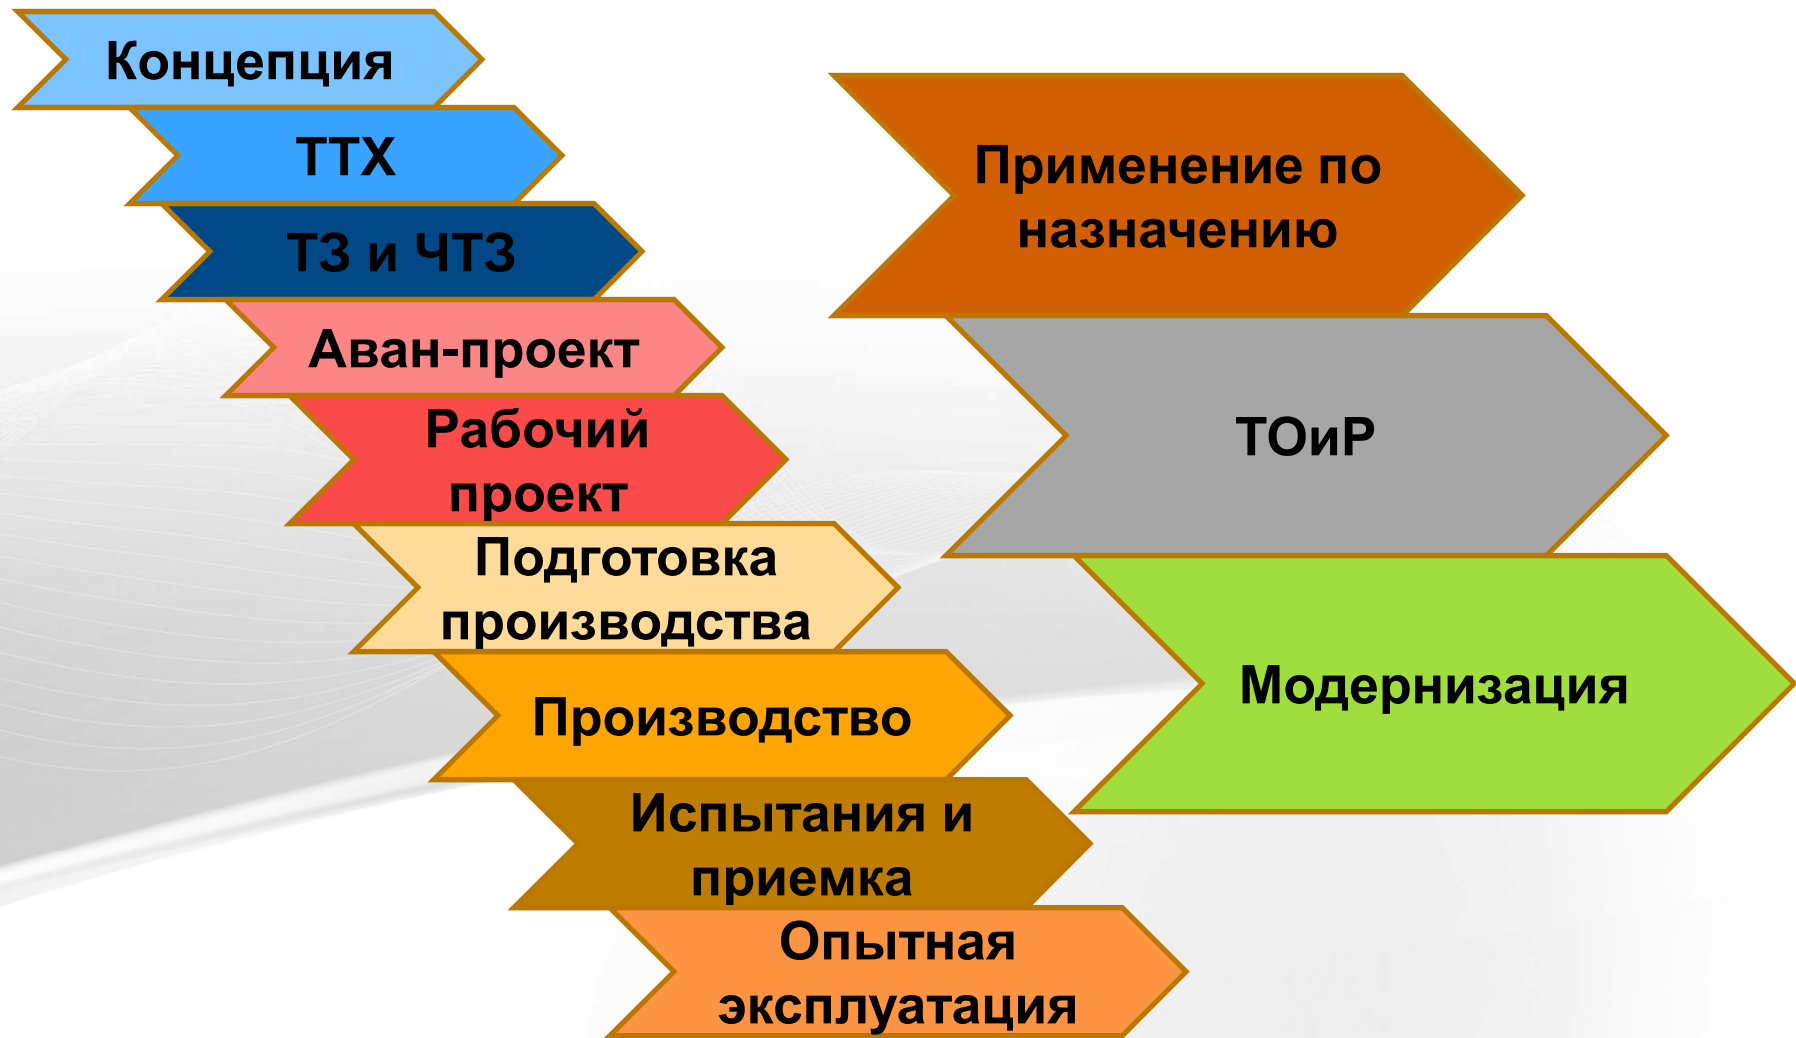 Концепция
ТТХ
ТЗ и ЧТЗ
Аван-проект
Рабочий
проект
Подготовка
производства
Производство
Испытания и
приемка
Опытная
эксплуатация
Применение по
назначению
ТОиР
Модернизация